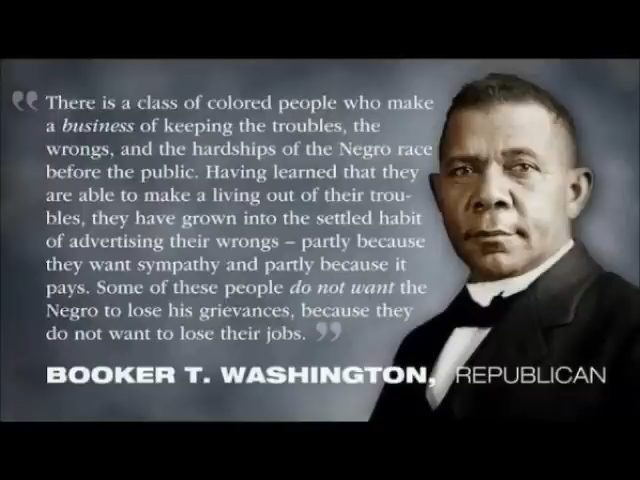 “ There is a class of colored people who make
a business of keeping the troubles, the
wrongs, and the hardships of the Negro race
before the public. Having learned that they
are able to make a living out of their trou-
bles, they have grown into the settled habit
of advertising their wrongs – partly because
they want sympathy and partly because it
pays. Some of these people do not want the
Negro to lose his grievances, because they
do not want to lose their jobs. ”
BOOKER T. WASHINGTON, REPUBLICAN